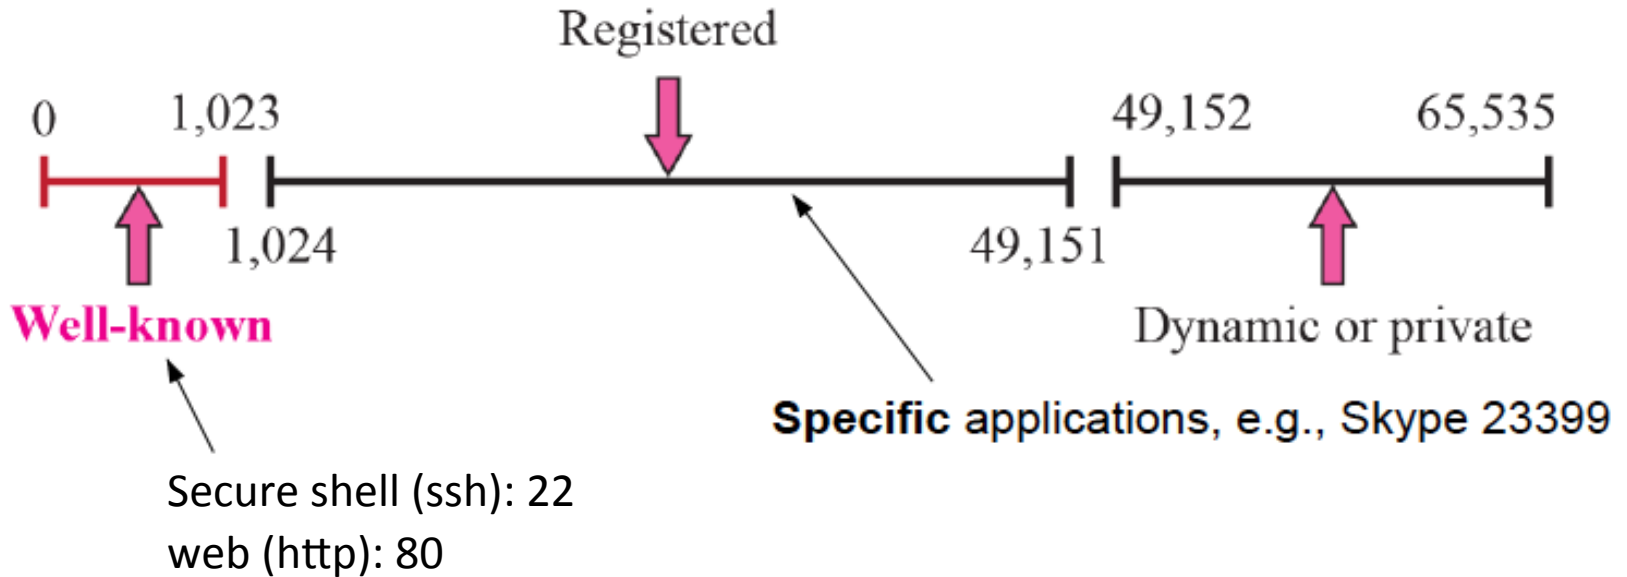 Registered
0
1,023
49,152
65,535
1,024
49,151
Well-known
Dynamic or private
Specific applications, e.g., Skype 23399
Secure shell (ssh): 22
web (http): 80